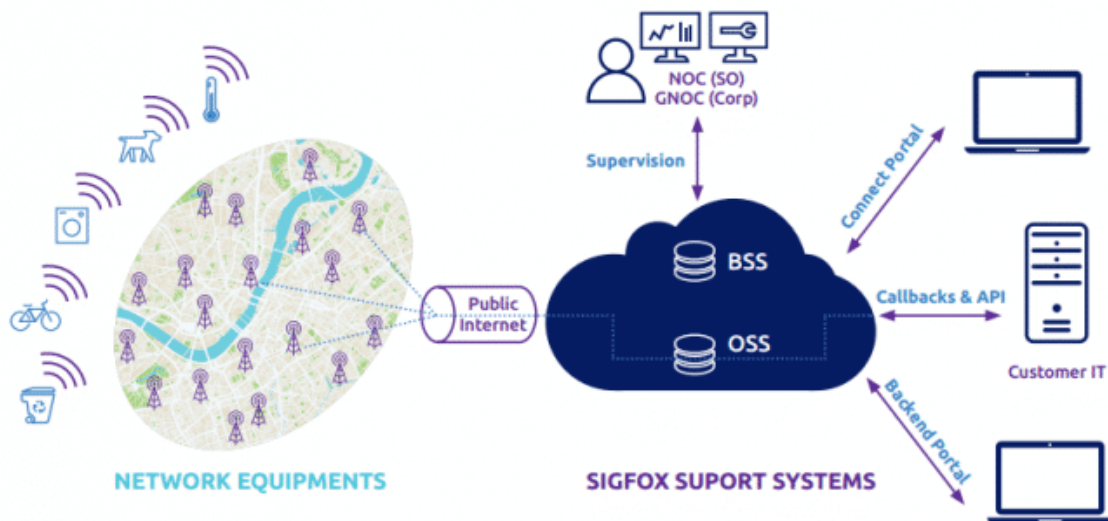 NOC (SO)
GNOC (Corp)
Supervision
Connect Portal
BSS
Public
Internet
Callbacks & API
OSS
Customer IT
Backend Portal
NETWORK EQUIPMENTS
SIGFOX SUPORT SYSTEMS